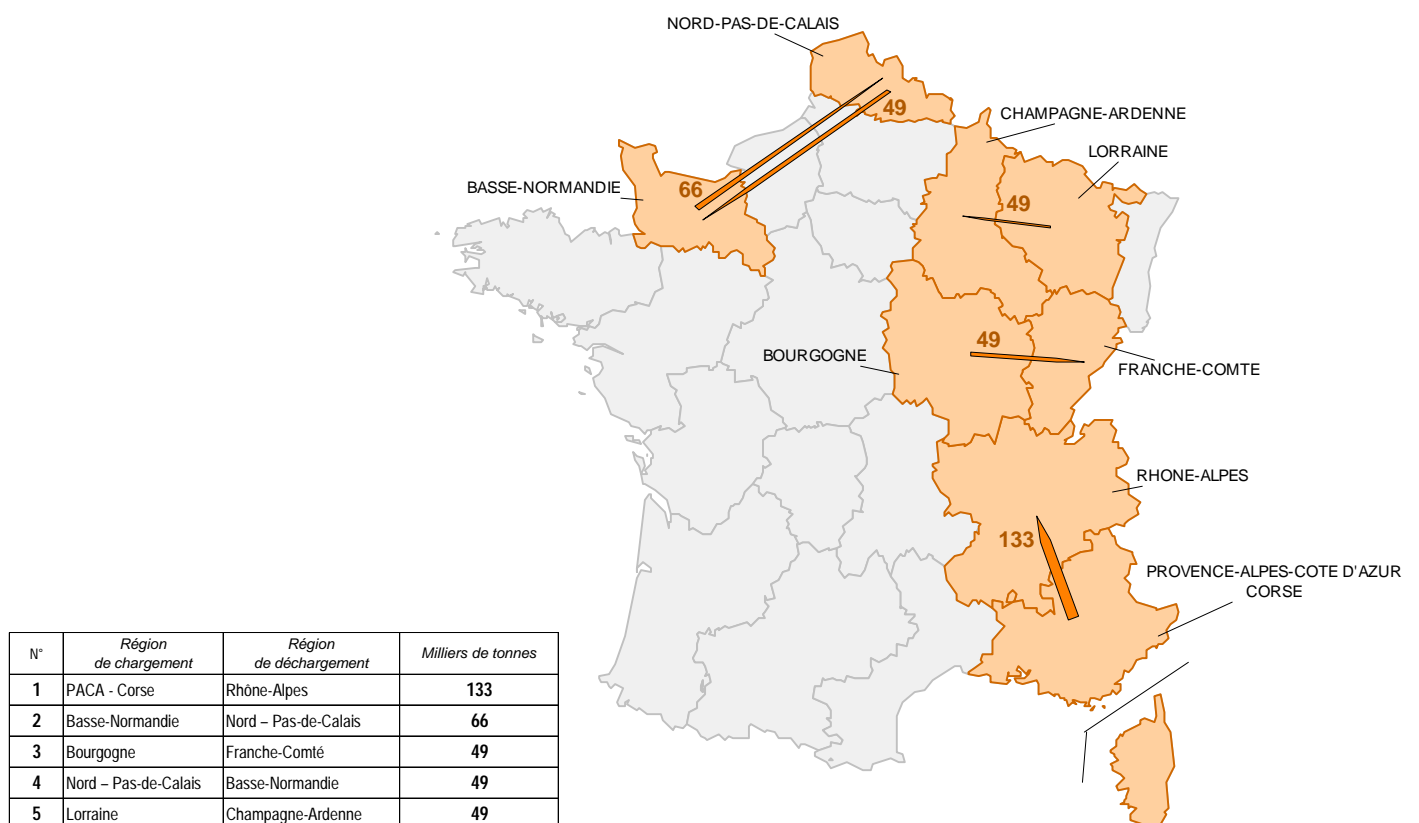 NORD-PAS-DE-CALAIS
49
CHAMPAGNE-ARDENNE
LORRAINE
BASSE-NORMANDIE
66
49
49
BOURGOGNE
FRANCHE-COMTE
RHONE-ALPES
133
PROVENCE-ALPES-COTE D'AZUR
CORSE
N° Région de chargement Région de déchargement Milliers de tonnes
1 PACA - Corse Rhône-Alpes 133
2 Basse-Normandie Nord – Pas-de-Calais 66
3 Bourgogne Franche-Comté 49
4 Nord – Pas-de-Calais Basse-Normandie 49
5 Lorraine Champagne-Ardenne 49